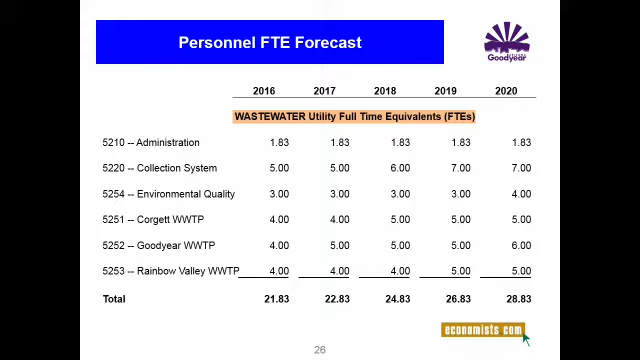 Personnel FTE Forecast
Goodyear
2016 2017 2018 2019 2020
WASTEWATER Utility Full Time Equivalents (FTEs)
5210 -- Administration 1.83 1.83 1.83 1.83 1.83
5220 -- Collection System 5.00 5.00 6.00 7.00 7.00
5254 -- Environmental Quality 3.00 3.00 3.00 3.00 4.00
5251 -- Corgett WWTP 4.00 4.00 5.00 5.00 5.00
5252 -- Goodyear WWTP 4.00 5.00 5.00 5.00 6.00
5253 -- Rainbow Valley WWTP 4.00 4.00 4.00 5.00 5.00
Total 21.83 22.83 24.83 26.83 28.83
economists.com
26